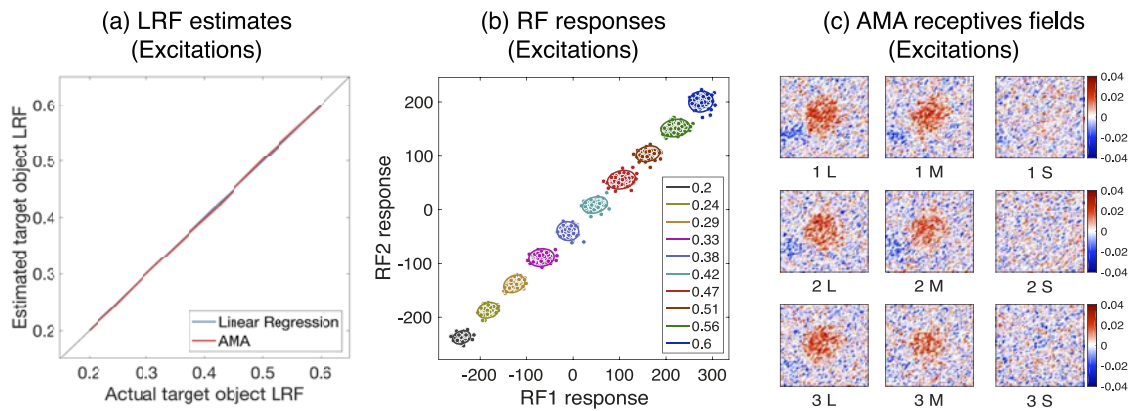 (a) LRF estimates
(Excitations)
Estimated target object LRF
0.6
0.5
0.4
0.3
0.2
Linear Regression
AMA
0.2 0.3 0.4 0.5 0.6
Actual target object LRF
(b) RF responses
(Excitations)
RF2 response
200
100
0
-100
-200
0.2
0.24
0.29
0.33
0.38
0.42
0.47
0.51
0.56
0.6
-200 -100 0 100 200 300
RF1 response
(c) AMA receptives fields
(Excitations)
0.04
0.02
0
-0.02
-0.04
1 L 1 M 1 S
0.04
0.02
0
-0.02
-0.04
2 L 2 M 2 S
0.04
0.02
0
-0.02
-0.04
3 L 3 M 3 S